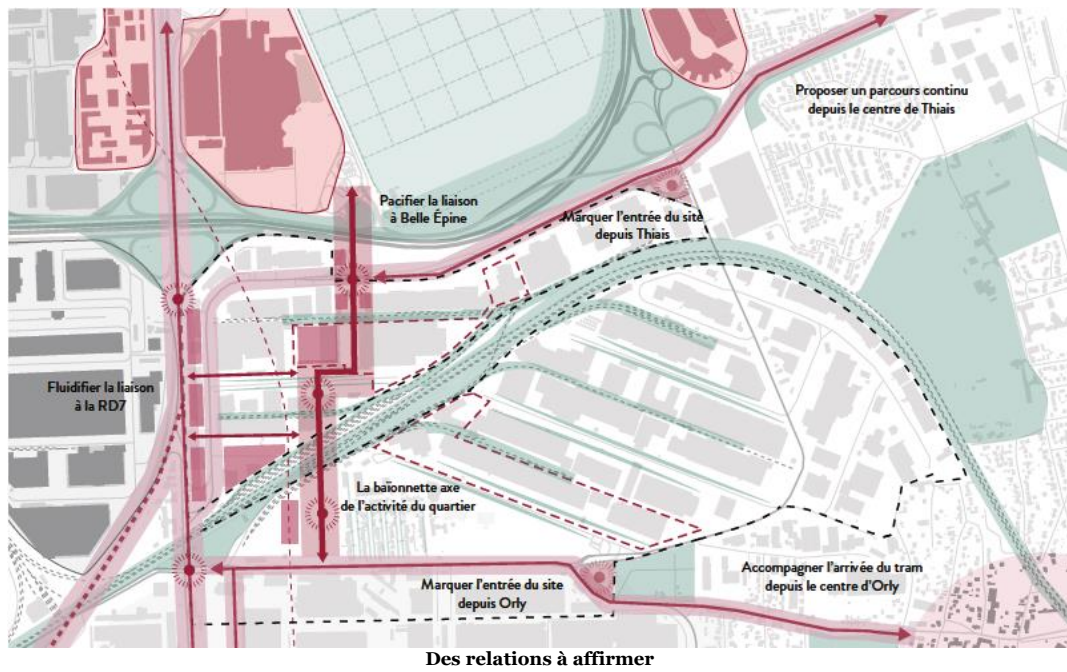 Proposer un parcours continu
depuis le centre de Thiais
Pacifier la liaison
à Belle Épine
Marquer l'entrée du site
depuis Thiais
Fluidifier la liaison
à la RD7
La baïonnette axe
de l'activité du quartier
Marquer l'entrée du site
depuis Orly
Accompagner l'arrivée du tram
depuis le centre d'Orly
Des relations à affirmer